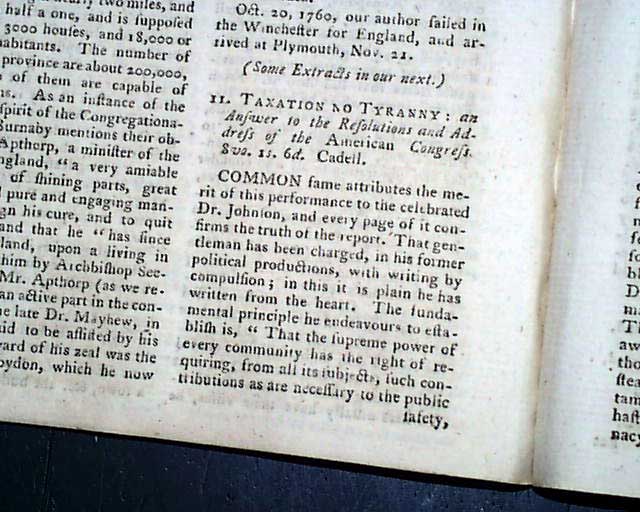 two miles, and
half a one, and is ſuppoſed
3000 houſes, and 18,000 or
habitants. The number of
province are about 200,000,
of them are capable of
As an inſtance of the
ſpirit of the Congregationa-
Burnaby mentions their ob-
Apthorp, a miniſter of the
ngland, "a very amiable
of ſhining parts, great
pure and engaging man-
gn his cure, and to quit
and that he "has ſince
land, upon a living in
him by Archbiſhop Sec-
Mr. Apthorp (as we re-
an active part in the con-
he late Dr. Mayhew, in
aid to be aſſiſted by his
ward of his zeal was the
oydon, which he now
Oct. 20, 1760, our author ſailed in
the Wincheſter for England, and ar-
rived at Plymouth, Nov. 21.
(Some Extracts in our next.)
11. TAXATION no TYRANNY: an
Anſwer to the Reſolutions and Ad-
dreſs of the American Congreſs.
8vo. 1s. 6d. Cadell.
COMMON fame attributes the me-
rit of this performance to the celebrated
Dr. Johnſon, and every page of it con-
firms the truth of the report. That gen-
tleman has been charged, in his former
political productions, with writing by
compulſion; in this it is plain he has
written from the heart. The funda-
mental principle he endeavours to eſta-
bliſh is, "That the ſupreme power of
every community has the right of re-
quiring, from all its ſubjects, ſuch con-
tributions as are neceſſary to the public
ſafety,